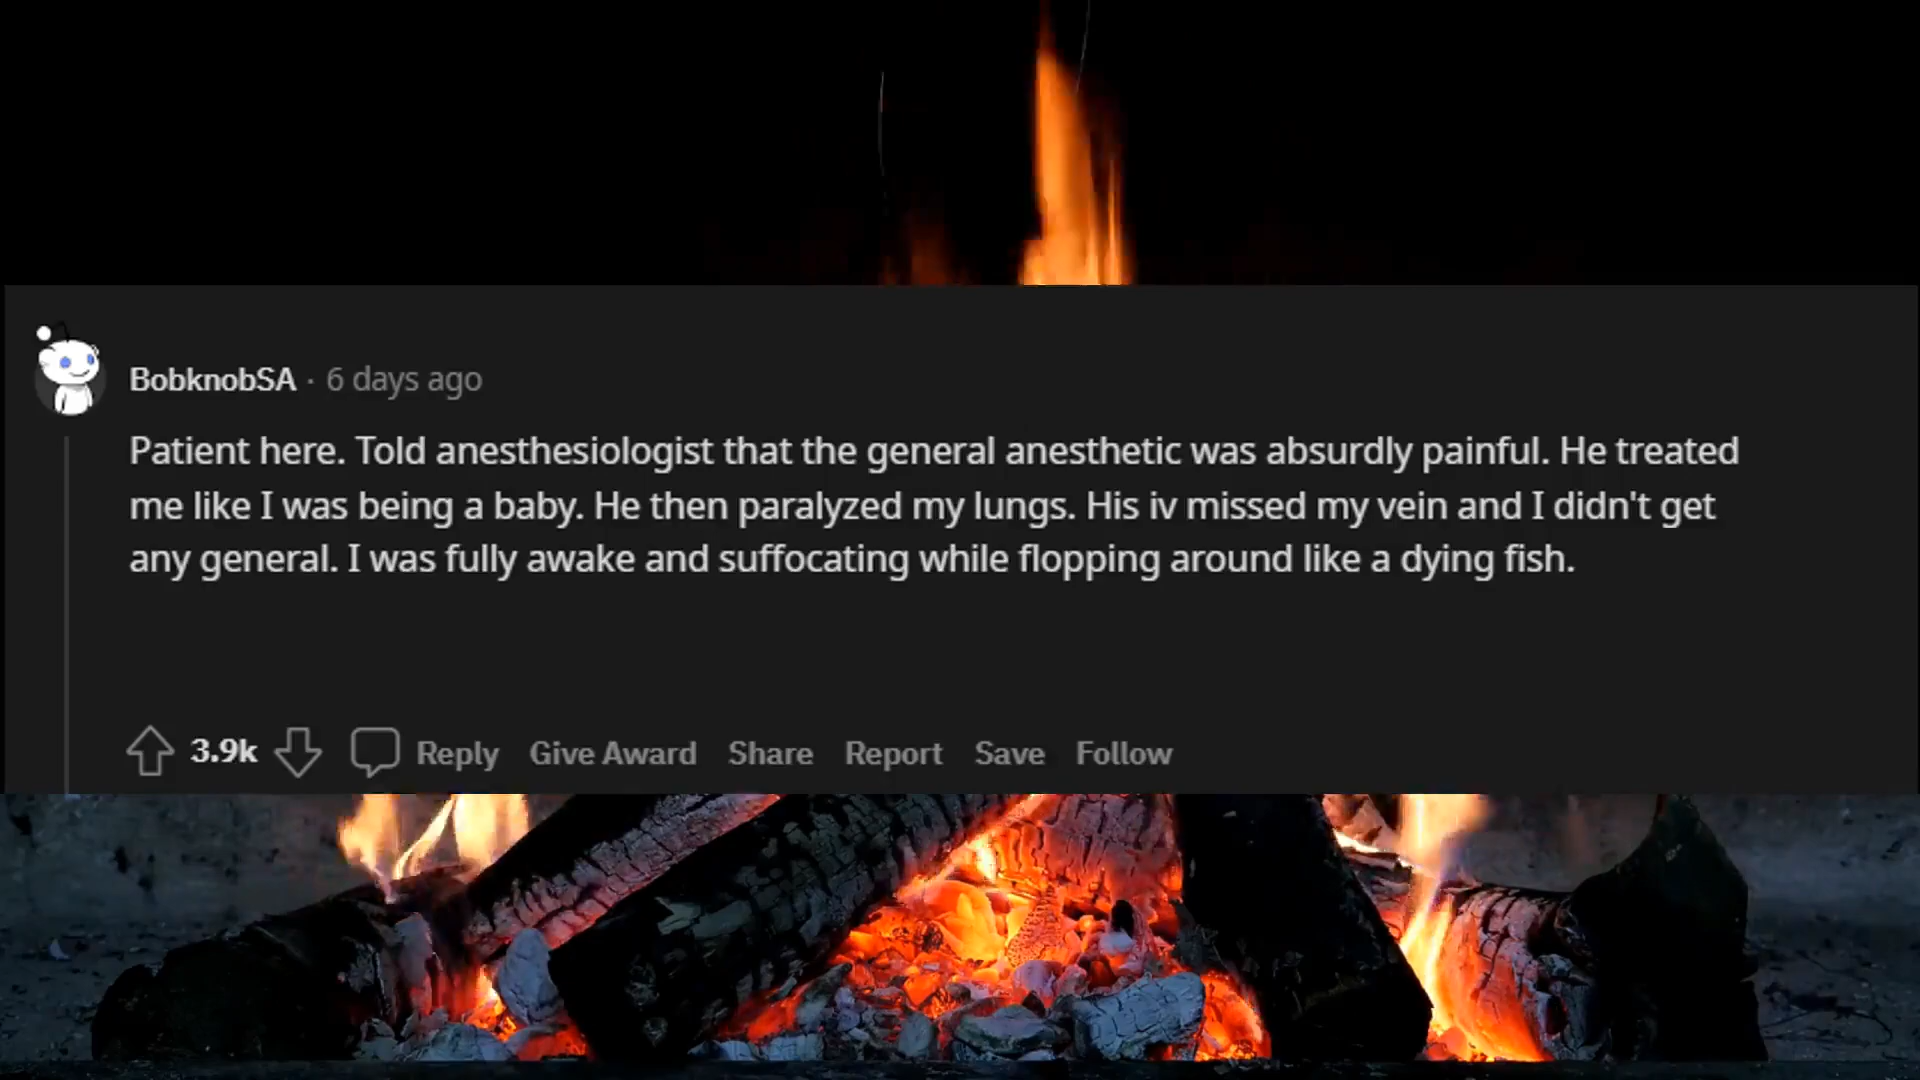 BobknobSA · 6 days ago
Patient here. Told anesthesiologist that the general anesthetic was absurdly painful. He treated
me like I was being a baby. He then paralyzed my lungs. His iv missed my vein and I didn't get
any general. I was fully awake and suffocating while flopping around like a dying fish.
3.9k Reply Give Award Share Report Save Follow